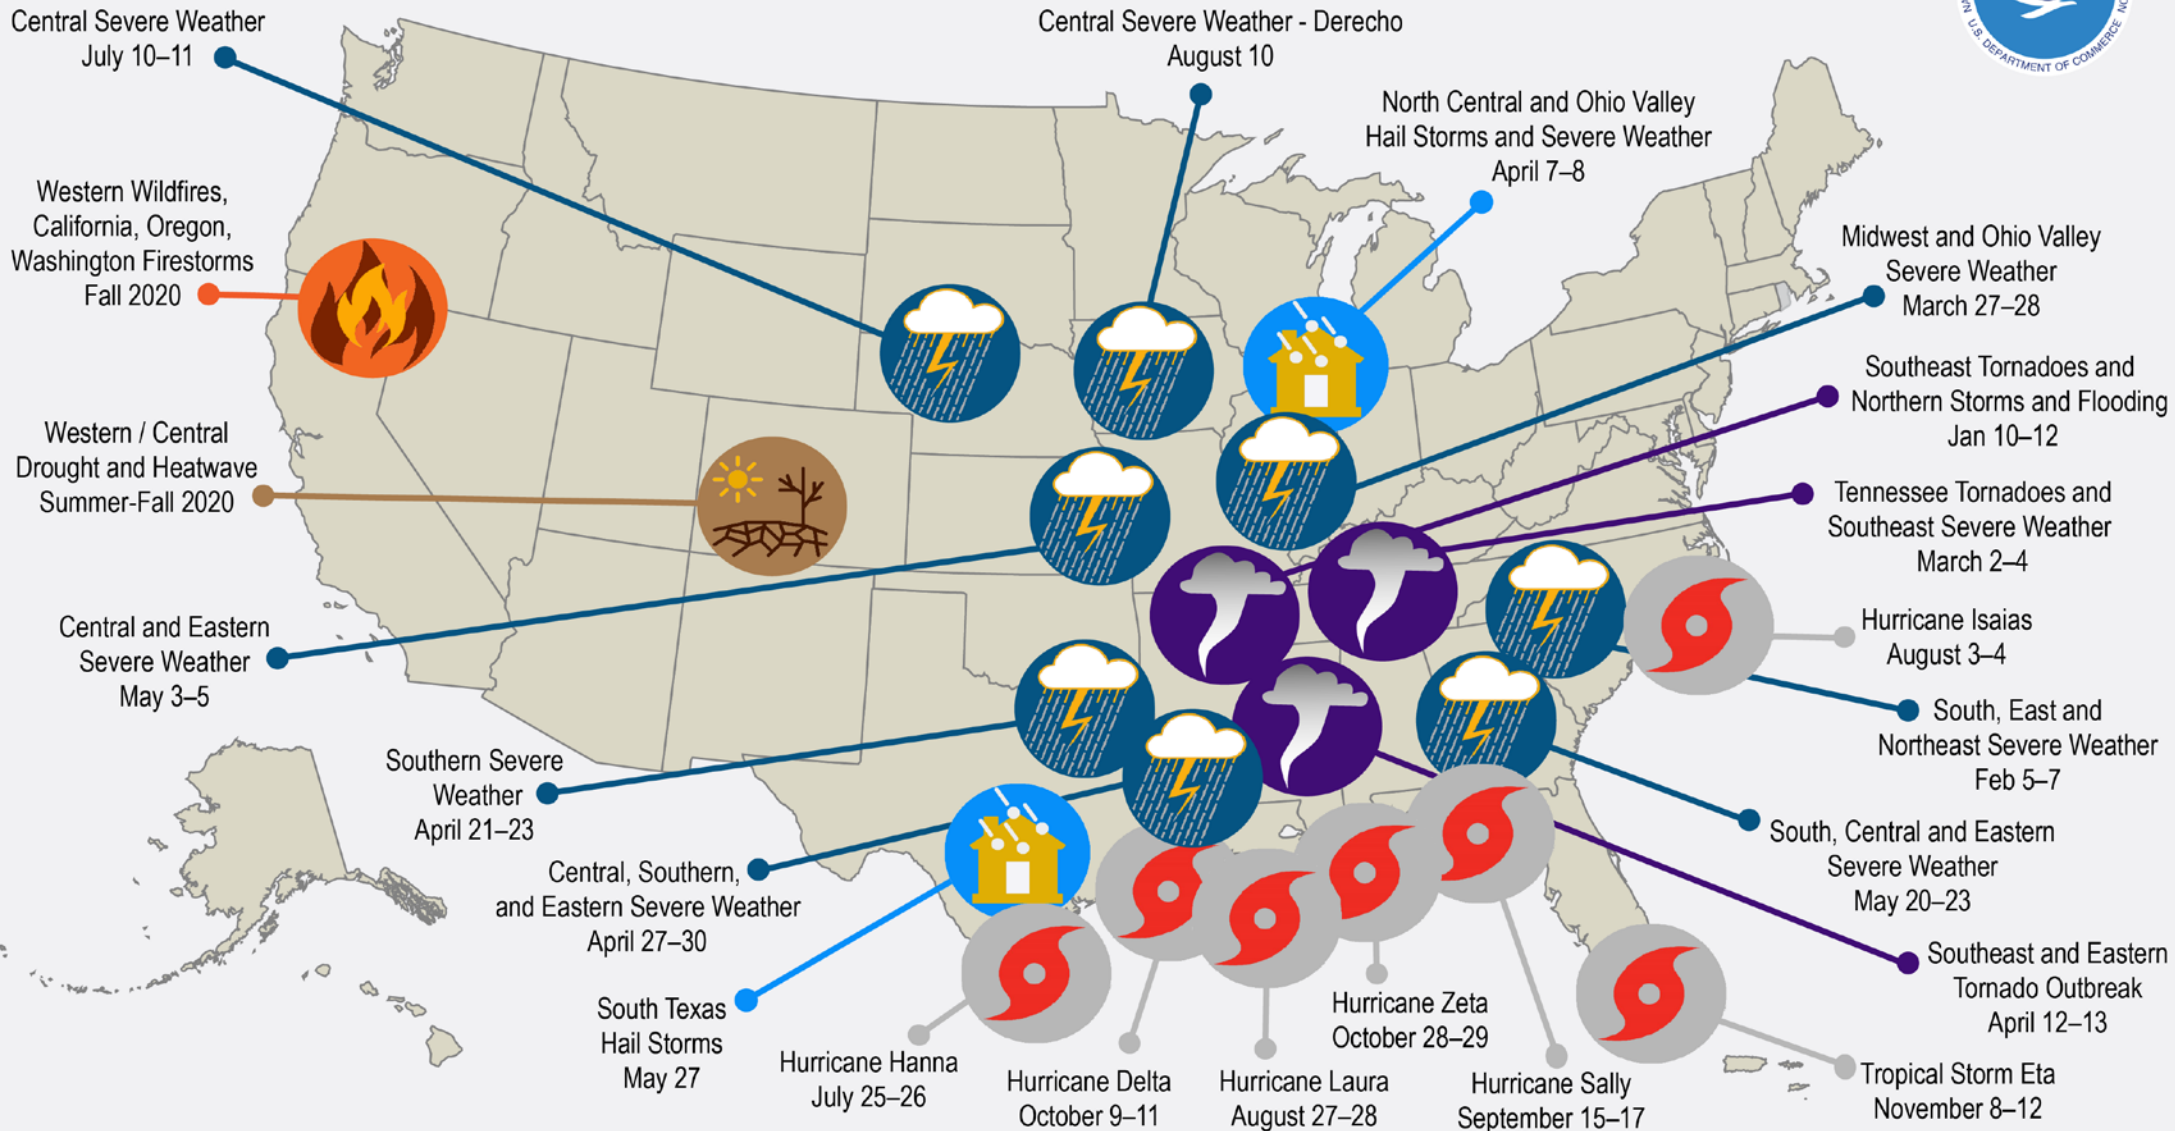 Central Severe Weather
July 10–11
Central Severe Weather - Derecho
August 10
U.S. DEPARTMENT OF COMMERCE
North Central and Ohio Valley
Hail Storms and Severe Weather
April 7–8
Western Wildfires,
California, Oregon,
Washington Firestorms
Fall 2020
Midwest and Ohio Valley
Severe Weather
March 27–28
Southeast Tornadoes and
Northern Storms and Flooding
Jan 10–12
Western / Central
Drought and Heatwave
Summer-Fall 2020
Tennessee Tornadoes and
Southeast Severe Weather
March 2–4
Central and Eastern
Severe Weather
May 3–5
Hurricane Isaias
August 3–4
South, East and
Northeast Severe Weather
Feb 5–7
Southern Severe
Weather
April 21–23
South, Central and Eastern
Severe Weather
May 20–23
Central, Southern,
and Eastern Severe Weather
April 27–30
Southeast and Eastern
Tornado Outbreak
April 12–13
South Texas
Hail Storms
May 27
Hurricane Hanna
July 25–26
Hurricane Delta
October 9–11
Hurricane Laura
August 27–28
Hurricane Zeta
October 28–29
Hurricane Sally
September 15–17
Tropical Storm Eta
November 8–12